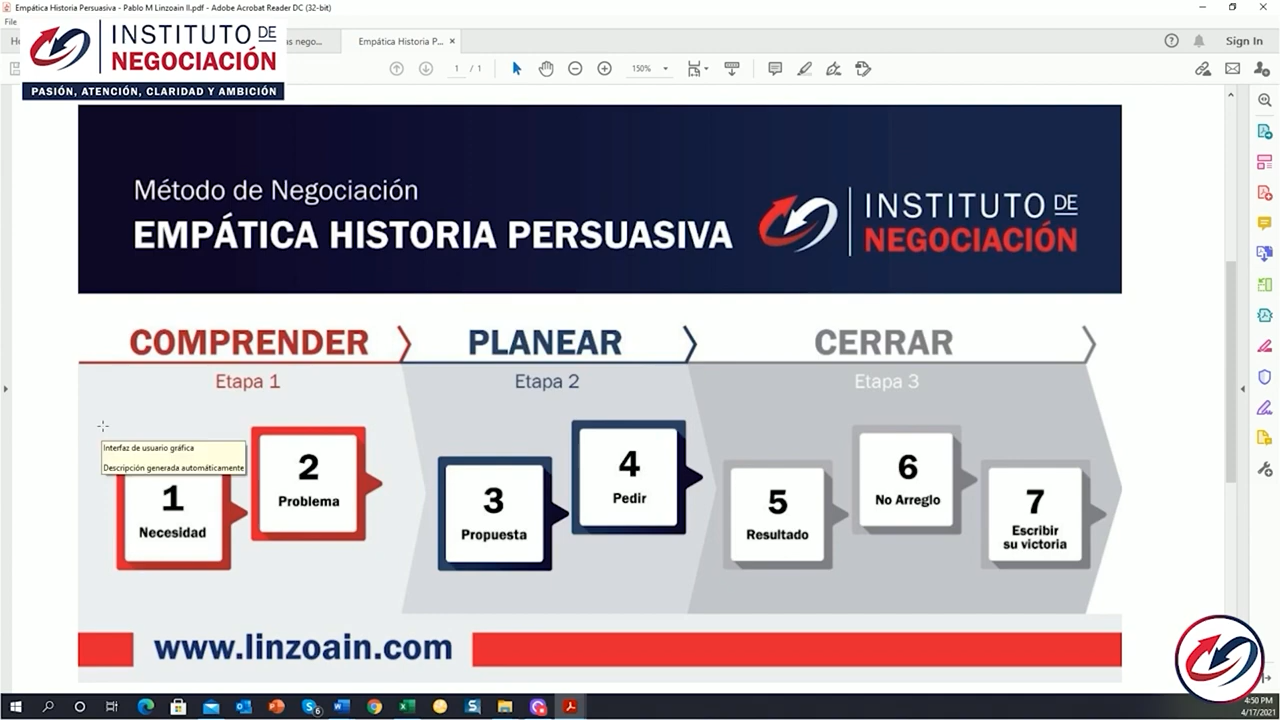 Empática Historia Persuasiva - Pablo M Linzoain II.pdf - Adobe Acrobat Reader DC (32-bit)
File
INSTITUTO DE
NEGOCIACIÓN
PASIÓN, ATENCIÓN, CLARIDAD Y AMBICIÓN
nego...
Empática Historia P... ×
Sign In
1 / 1
150%
Método de Negociación
EMPÁTICA HISTORIA PERSUASIVA
INSTITUTO DE
NEGOCIACIÓN
COMPRENDER
PLANEAR
CERRAR
Etapa 1
Etapa 2
Etapa 3
Interfaz de usuario gráfica
Descripción generada automáticamente
1
Necesidad
2
Problema
3
Propuesta
4
Pedir
5
Resultado
6
No Arreglo
7
Escribir
su victoria
www.linzoain.com
4:50 PM
4/17/2021